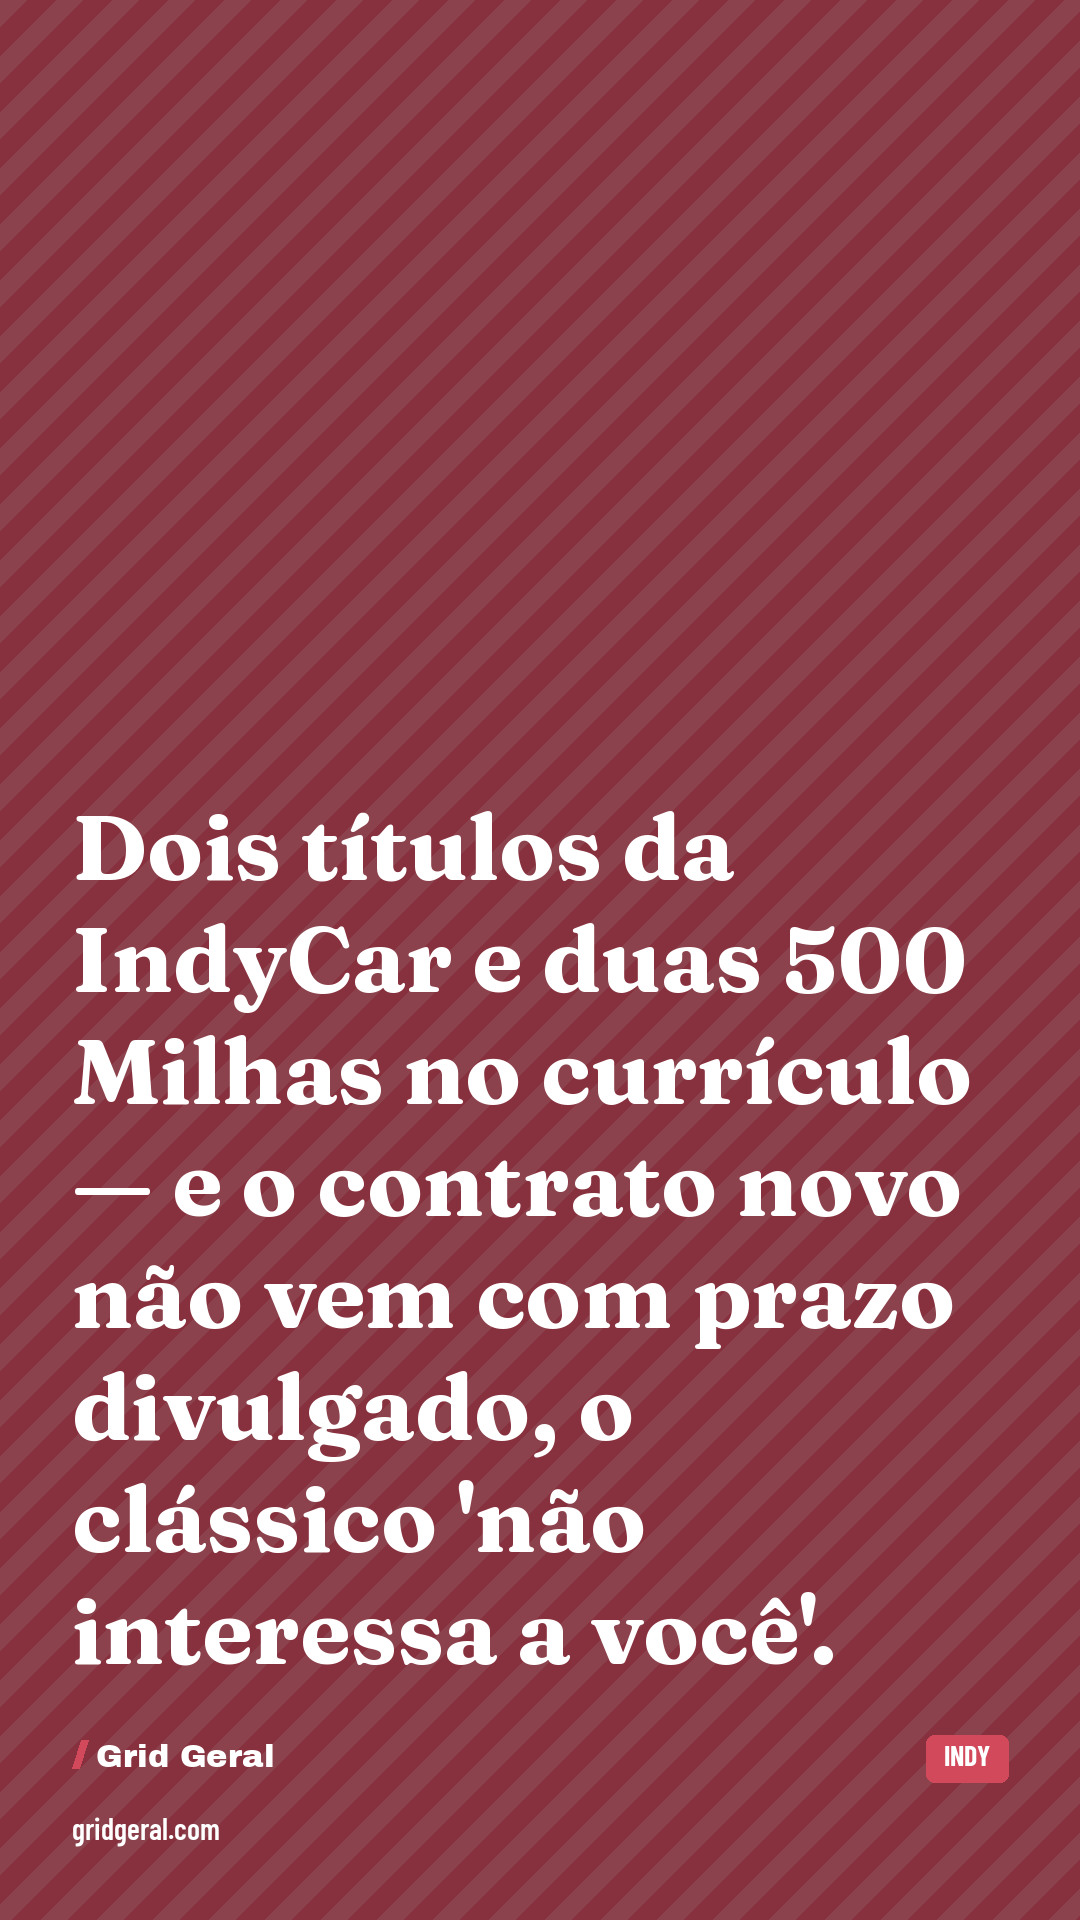 Dois títulos da
IndyCar e duas 500
Milhas no currículo
— e o contrato novo
não vem com prazo
divulgado, o
clássico 'não
interessa a você'.
/ Grid Geral
INDY
gridgeral.com